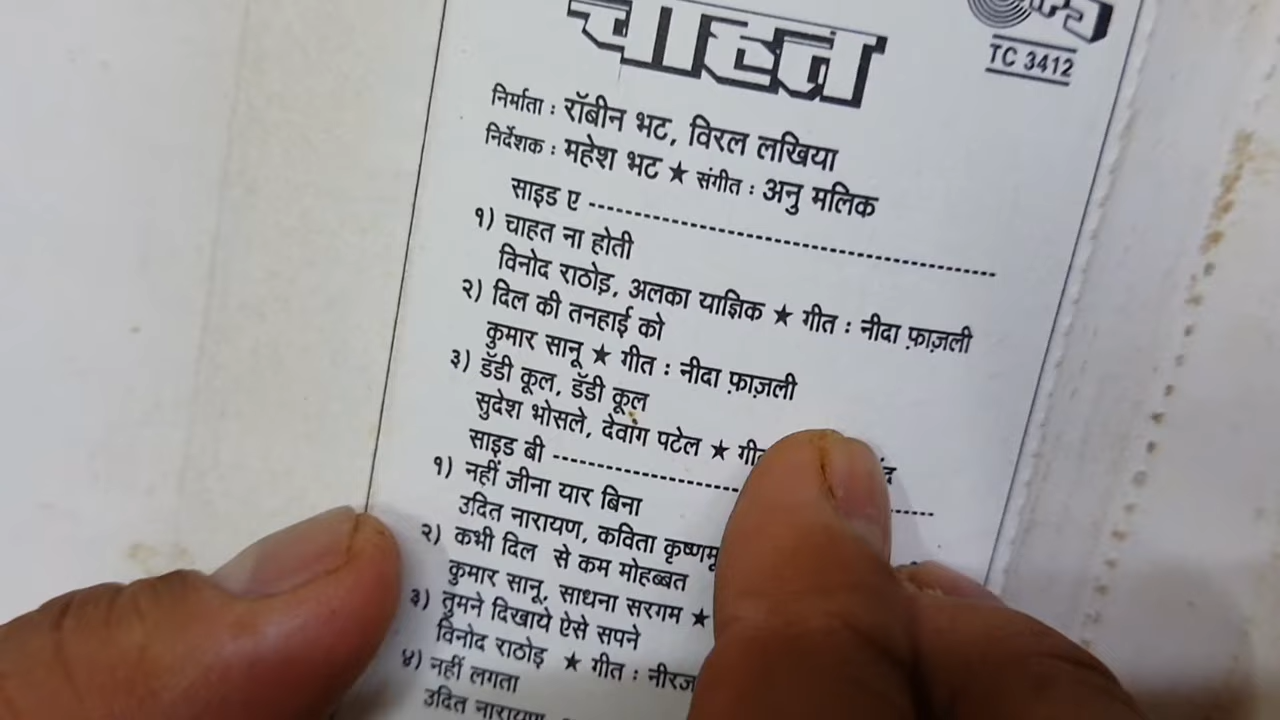 चाहत
TC 3412
निर्माता : रॉबीन भट, विरल लखिया
निर्देशक : महेश भट ★ संगीत : अनु मलिक
साइड ए
१) चाहत ना होती
विनोद राठोड़, अलका याज्ञिक ★ गीत : नीदा फ़ाज़ली
२) दिल की तनहाई को
कुमार सानू ★ गीत : नीदा फ़ाज़ली
३) डॅडी कूल, डॅडी कूल
सुदेश भोसले, देवांग पटेल ★
साइड बी
१) नहीं जीना यार बिना
उदित नारायण, कविता
२) कभी दिल से कम मोहब्बत
कुमार सानू, साधना सरगम ★
३) तुमने दिखाये ऐसे सपने
विनोद राठोड़ ★ गीत :
४) नहीं लगता
उदित नारायण